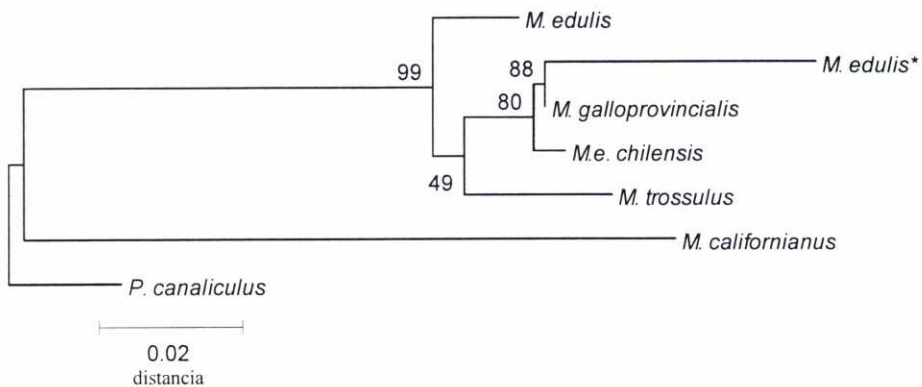 M. edulis
M. edulis*
88
99
80
M. galloprovincialis
M.e. chilensis
49
M. trossulus
M. californianus
P. canaliculus
0.02
distancia